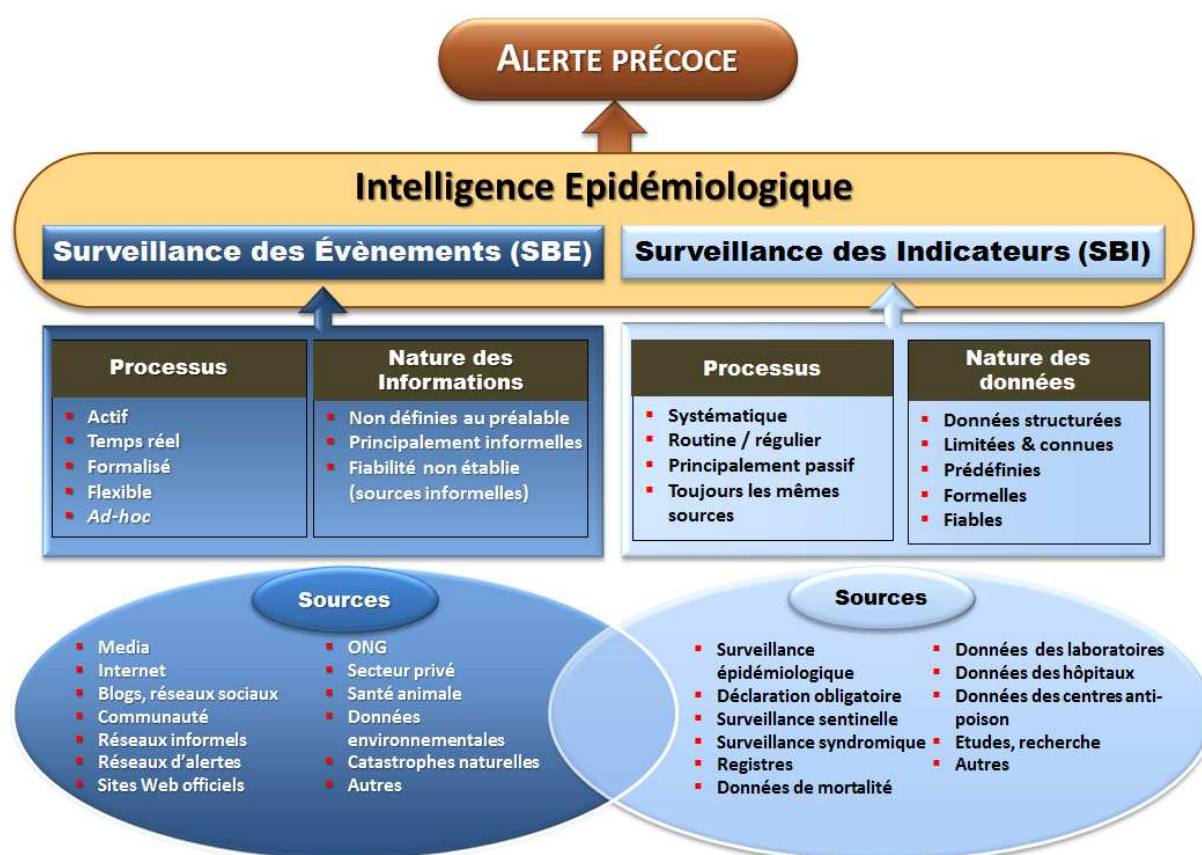 ALERTE PRÉCOCE
Intelligence Epidémiologique
Surveillance des Évènements (SBE)
Surveillance des Indicateurs (SBI)
Processus
▪ Actif
▪ Temps réel
▪ Formalisé
▪ Flexible
▪ Ad-hoc
Nature des
Informations
▪ Non définies au préalable
▪ Principalement informelles
▪ Fiabilité non établie
(sources informelles)
Processus
▪ Systématique
▪ Routine / régulier
▪ Principalement passif
▪ Toujours les mêmes
sources
Nature des
données
▪ Données structurées
▪ Limitées & connues
▪ Prédéfinies
▪ Formelles
▪ Fiables
Sources
▪ Media
▪ Internet
▪ Blogs, réseaux sociaux
▪ Communauté
▪ Réseaux informels
▪ Réseaux d'alertes
▪ Sites Web officiels
▪ ONG
▪ Secteur privé
▪ Santé animale
▪ Données
environnementales
▪ Catastrophes naturelles
▪ Autres
Sources
▪ Surveillance
épidémiologique
▪ Déclaration obligatoire
▪ Surveillance sentinelle
▪ Surveillance syndromique
▪ Registres
▪ Données de mortalité
▪ Données des laboratoires
▪ Données des hôpitaux
▪ Données des centres anti-
poison
▪ Etudes, recherche
▪ Autres